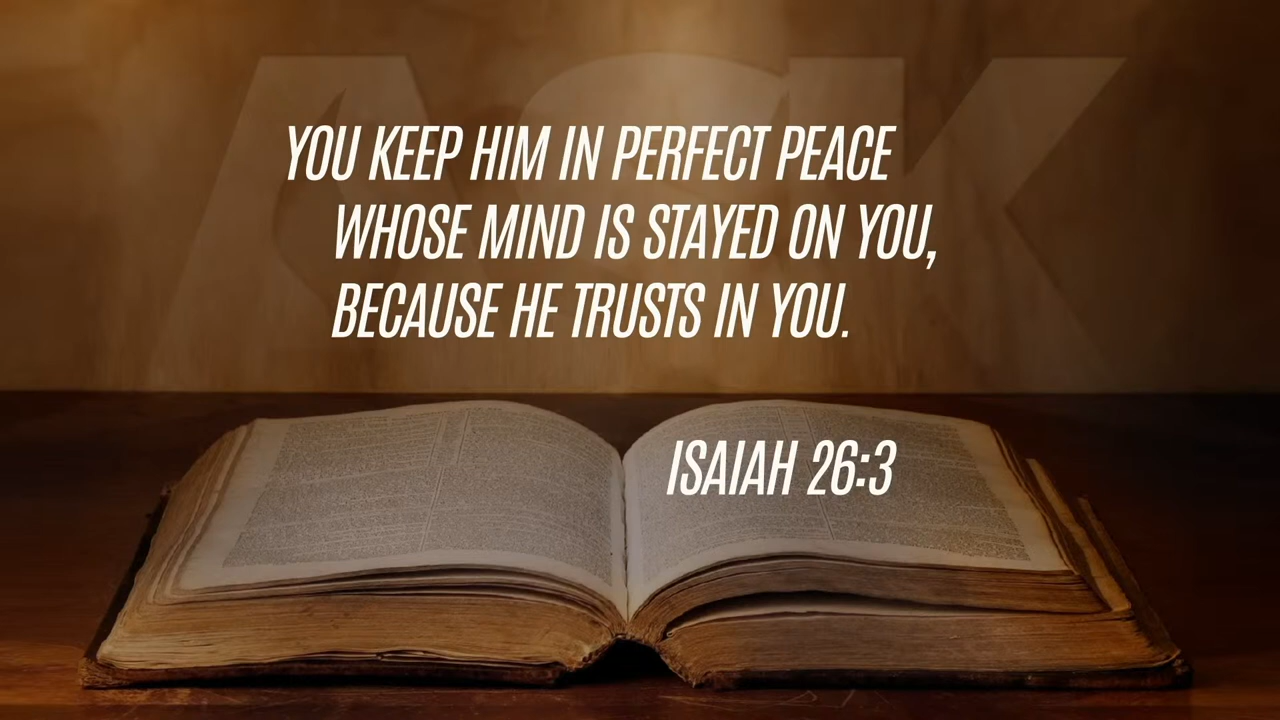 ASK
YOU KEEP HIM IN PERFECT PEACE
WHOSE MIND IS STAYED ON YOU,
BECAUSE HE TRUSTS IN YOU.
ISAIAH 26:3